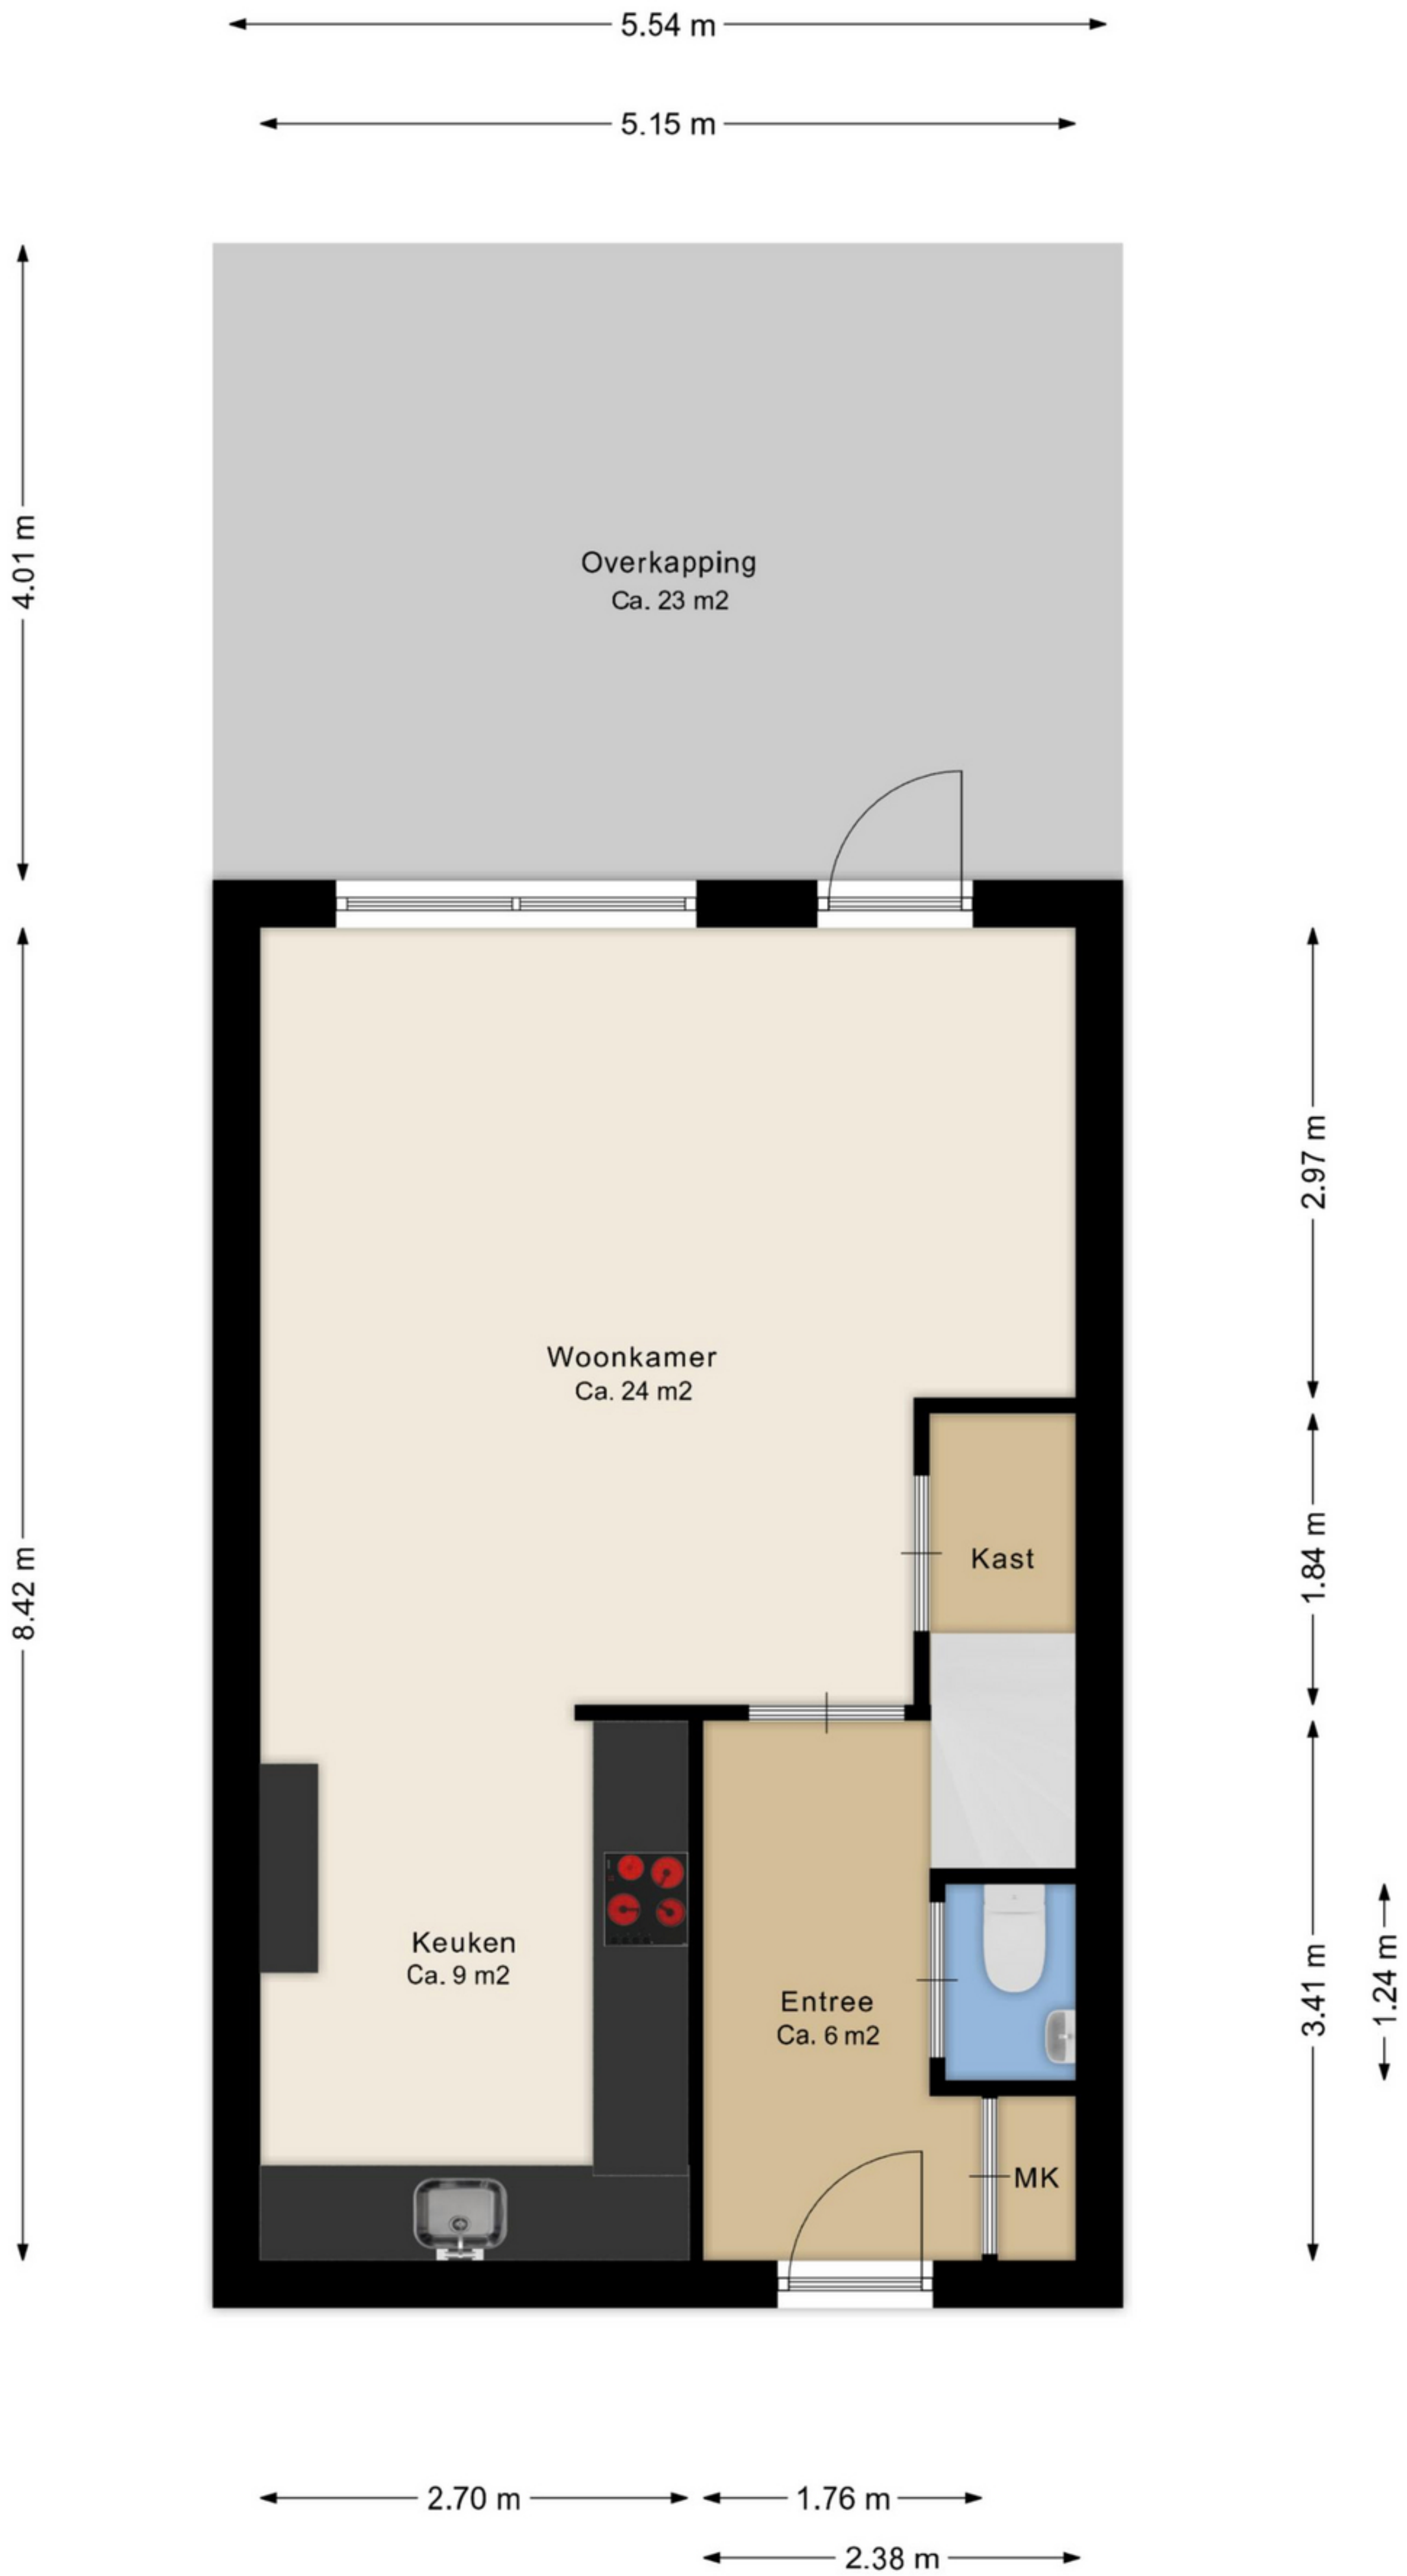 5.54 m
5.15 m
4.01 m
Overkapping
Ca. 23 m2
2.97 m
Woonkamer
Ca. 24 m2
8.42 m
1.84 m
Kast
Keuken
Ca. 9 m2
Entree
Ca. 6 m2
3.41 m
1.24 m
MK
2.70 m
1.76 m
2.38 m